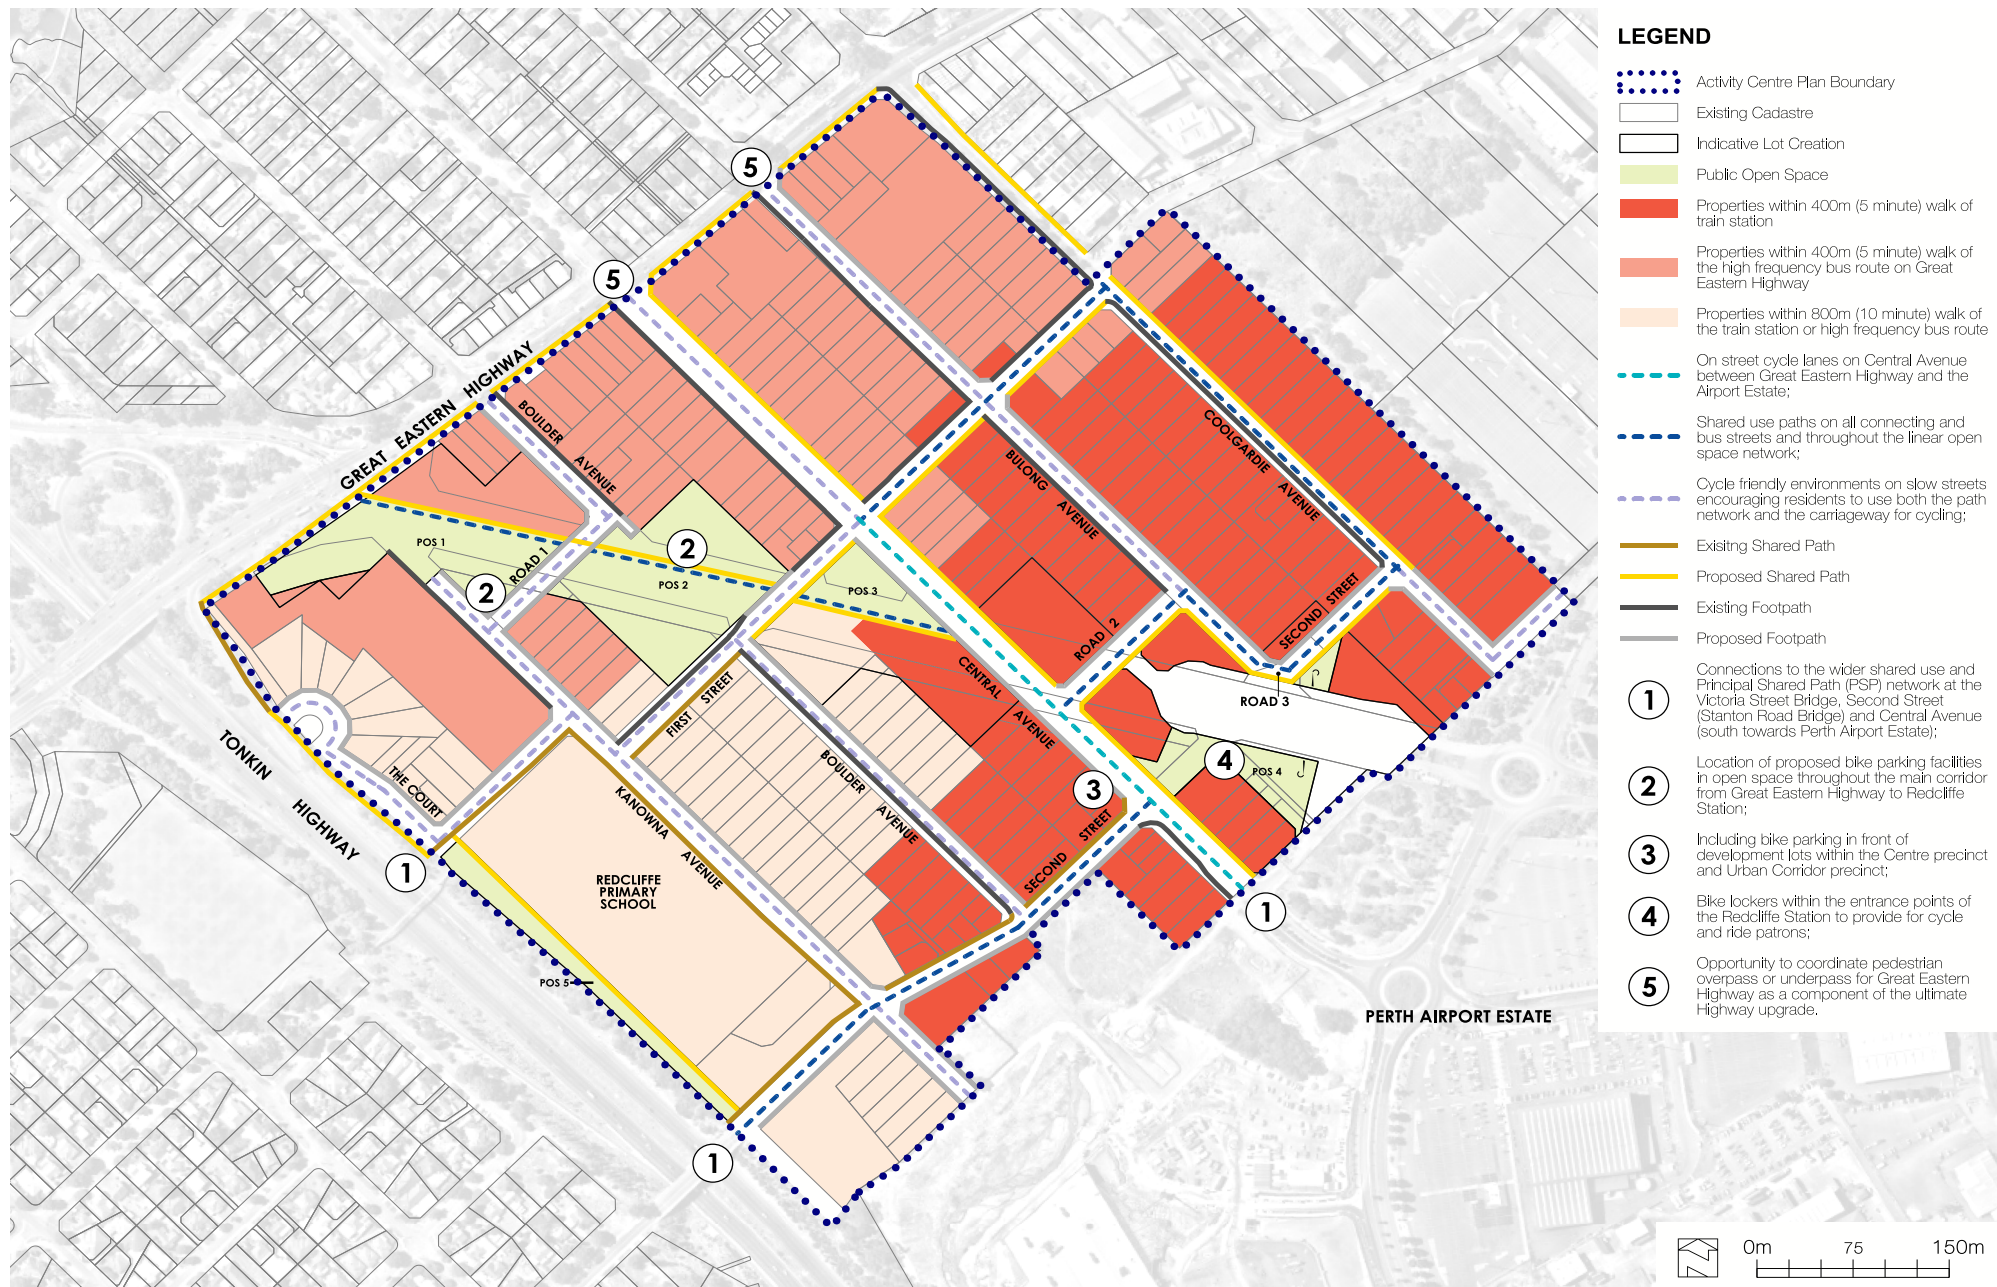 LEGEND
Activity Centre Plan Boundary
Existing Cadastre
Indicative Lot Creation
Public Open Space
Properties within 400m (5 minute) walk of
train station
Properties within 400m (5 minute) walk of
the high frequency bus route on Great
Eastern Highway
Properties within 800m (10 minute) walk of
the train station or high frequency bus route
On street cycle lanes on Central Avenue
between Great Eastern Highway and the
Airport Estate;
Shared use paths on all connecting and
bus streets and throughout the linear open
space network;
Cycle friendly environments on slow streets
encouraging residents to use both the path
network and the carriageway for cycling;
Exisitng Shared Path
Proposed Shared Path
Existing Footpath
Proposed Footpath
1
Connections to the wider shared use and
Principal Shared Path (PSP) network at the
Victoria Street Bridge, Second Street
(Stanton Road Bridge) and Central Avenue
(south towards Perth Airport Estate);
2
Location of proposed bike parking facilities
in open space throughout the main corridor
from Great Eastern Highway to Redcliffe
Station;
3
Including bike parking in front of
development lots within the Centre precinct
and Urban Corridor precinct;
4
Bike lockers within the entrance points of
the Redcliffe Station to provide for cycle
and ride patrons;
5
Opportunity to coordinate pedestrian
overpass or underpass for Great Eastern
Highway as a component of the ultimate
Highway upgrade.
5
5
GREAT EASTERN HIGHWAY
BOULDER AVENUE
COOLGARDIE AVENUE
BULONG AVENUE
POS 1
ROAD 1
2
2
POS 2
POS 3
SECOND STREET
ROAD 2
ROAD 3
CENTRAL AVENUE
FIRST STREET
TONKIN HIGHWAY
THE COURT
KANOWNA AVENUE
BOULDER AVENUE
4
POS 4
3
SECOND STREET
1
REDCLIFFE
PRIMARY
SCHOOL
1
POS 5
PERTH AIRPORT ESTATE
1
0m 75 150m